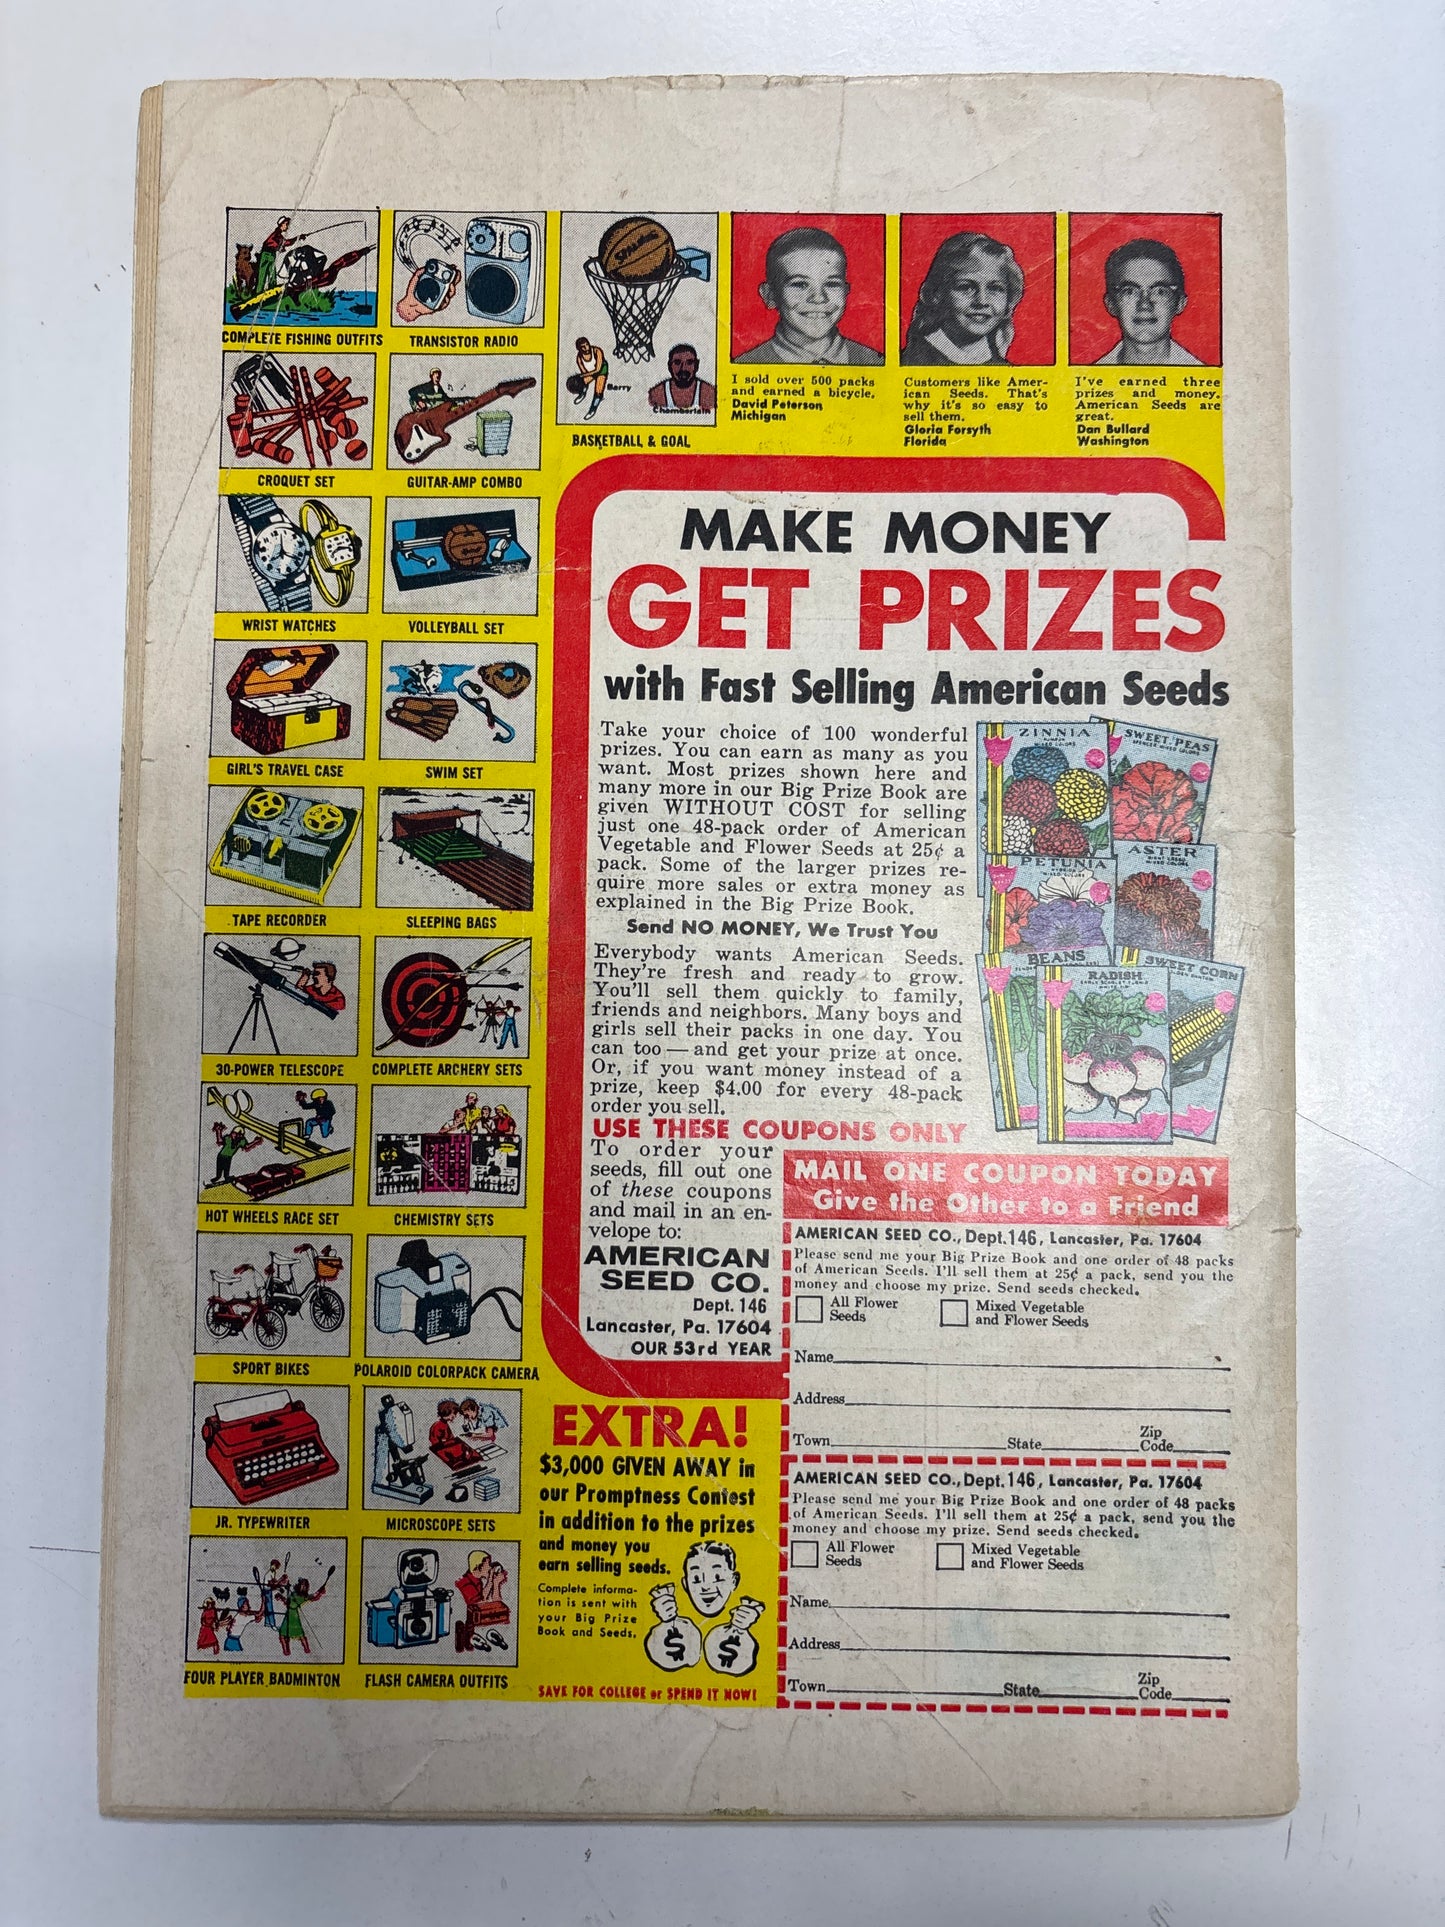 COMPLETE FISHING OUTFITS
TRANSISTOR RADIO
Barry
Chamberlain
BASKETBALL & GOAL
CROQUET SET
GUITAR-AMP COMBO
WRIST WATCHES
VOLLEYBALL SET
GIRL'S TRAVEL CASE
SWIM SET
TAPE RECORDER
SLEEPING BAGS
30-POWER TELESCOPE
COMPLETE ARCHERY SETS
HOT WHEELS RACE SET
CHEMISTRY SETS
SPORT BIKES
POLAROID COLORPACK CAMERA
JR. TYPEWRITER
MICROSCOPE SETS
FOUR PLAYER BADMINTON
FLASH CAMERA OUTFITS
I sold over 500 packs
and earned a bicycle.
David Peterson
Michigan
Customers like Amer-
ican Seeds. That's
why it's so easy to
sell them.
Gloria Forsyth
Florida
I've earned three
prizes and money.
American Seeds are
great.
Dan Bullard
Washington
MAKE MONEY
GET PRIZES
with Fast Selling American Seeds
Take your choice of 100 wonderful
prizes. You can earn as many as you
want. Most prizes shown here and
many more in our Big Prize Book are
given WITHOUT COST for selling
just one 48-pack order of American
Vegetable and Flower Seeds at 25¢ a
pack. Some of the larger prizes re-
quire more sales or extra money as
explained in the Big Prize Book.
Send NO MONEY, We Trust You
Everybody wants American Seeds.
They're fresh and ready to grow.
You'll sell them quickly to family,
friends and neighbors. Many boys and
girls sell their packs in one day. You
can too — and get your prize at once.
Or, if you want money instead of a
prize, keep $4.00 for every 48-pack
order you sell.
USE THESE COUPONS ONLY
To order your
seeds, fill out one
of these coupons
and mail in an en-
velope to:
AMERICAN
SEED CO.
Dept. 146
Lancaster, Pa. 17604
OUR 53rd YEAR
ZINNIA
MIXED COLORS
SWEET PEAS
SPENCER MIXED COLORS
PETUNIA
ASTER
MIXED COLORS
BEANS
RADISH
EARLY SCARLET TURNIP
WHITE TIP
SWEET CORN
MAIL ONE COUPON TODAY
Give the Other to a Friend
AMERICAN SEED CO., Dept. 146, Lancaster, Pa. 17604
Please send me your Big Prize Book and one order of 48 packs
of American Seeds. I'll sell them at 25¢ a pack, send you the
money and choose my prize. Send seeds checked.
All Flower
Seeds
Mixed Vegetable
and Flower Seeds
Name
Address
Town State Zip
Code
AMERICAN SEED CO., Dept. 146, Lancaster, Pa. 17604
Please send me your Big Prize Book and one order of 48 packs
of American Seeds. I'll sell them at 25¢ a pack, send you the
money and choose my prize. Send seeds checked.
All Flower
Seeds
Mixed Vegetable
and Flower Seeds
Name
Address
Town State Zip
Code
EXTRA!
$3,000 GIVEN AWAY in
our Promptness Contest
in addition to the prizes
and money you
earn selling seeds.
Complete informa-
tion is sent with
your Big Prize
Book and Seeds.
$ $
SAVE FOR COLLEGE or SPEND IT NOW!